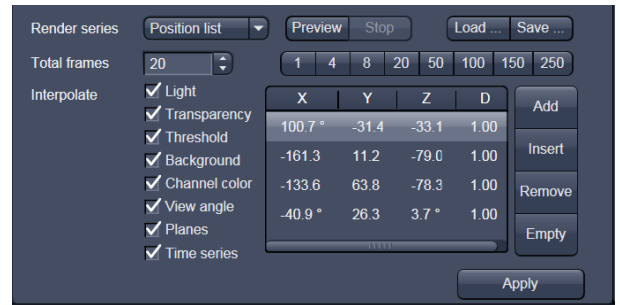 Render series Position list Preview Stop Load ... Save ...
Total frames 20 1 4 8 20 50 100 150 250
Interpolate
Light
Transparency
Threshold
Background
Channel color
View angle
Planes
Time series
X Y Z D
100.7 ° -31.4 -33.1 1.00
-161.3 11.2 -79.0 1.00
-133.6 63.8 -78.3 1.00
-40.9 ° 26.3 3.7 ° 1.00
Add
Insert
Remove
Empty
Apply